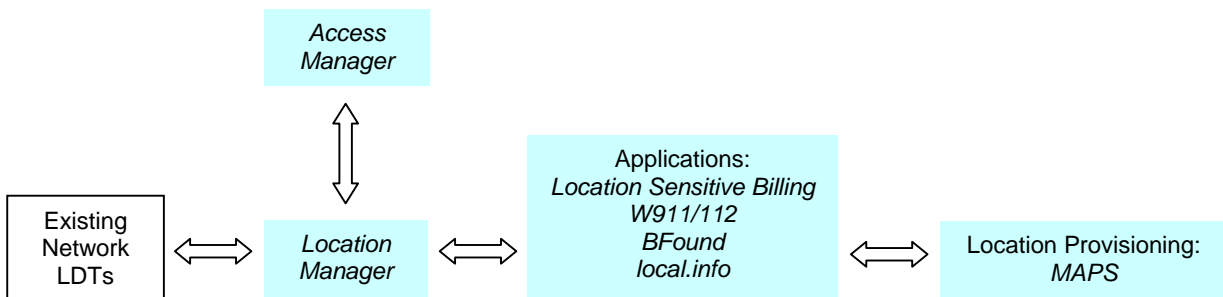 Access
Manager
Existing
Network
LDTs
Location
Manager
Applications:
Location Sensitive Billing
W911/112
BFound
local.info
Location Provisioning:
MAPS